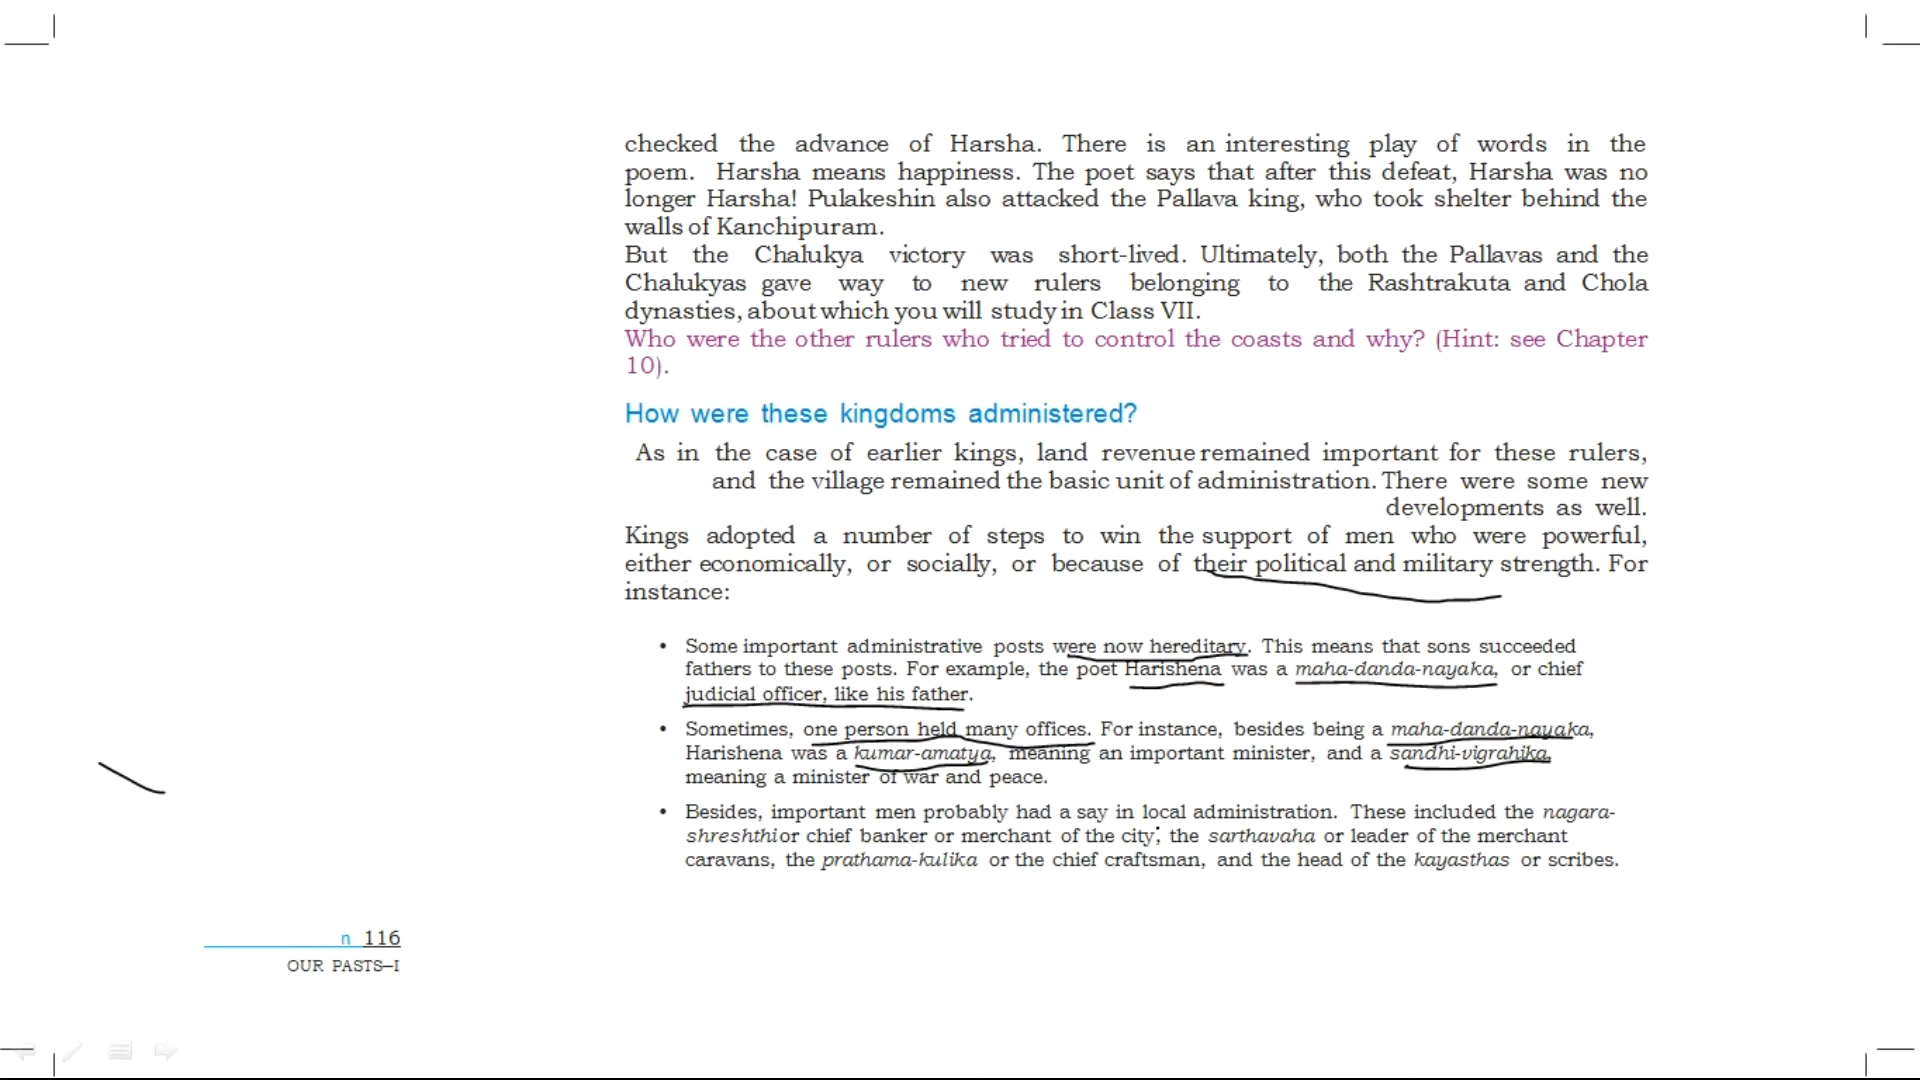 checked the advance of Harsha. There is an interesting play of words in the
poem. Harsha means happiness. The poet says that after this defeat, Harsha was no
longer Harsha! Pulakeshin also attacked the Pallava king, who took shelter behind the
walls of Kanchipuram.
But the Chalukya victory was short-lived. Ultimately, both the Pallavas and the
Chalukyas gave way to new rulers belonging to the Rashtrakuta and Chola
dynasties, about which you will study in Class VII.
Who were the other rulers who tried to control the coasts and why? (Hint: see Chapter
10).
How were these kingdoms administered?
As in the case of earlier kings, land revenue remained important for these rulers,
and the village remained the basic unit of administration. There were some new
developments as well.
Kings adopted a number of steps to win the support of men who were powerful,
either economically, or socially, or because of their political and military strength. For
instance:
• Some important administrative posts were now hereditary. This means that sons succeeded
fathers to these posts. For example, the poet Harishena was a maha-danda-nayaka, or chief
judicial officer, like his father.
• Sometimes, one person held many offices. For instance, besides being a maha-danda-nayaka,
Harishena was a kumar-amatya, meaning an important minister, and a sandhi-vigrahika,
meaning a minister of war and peace.
• Besides, important men probably had a say in local administration. These included the nagara-
shreshthi or chief banker or merchant of the city, the sarthavaha or leader of the merchant
caravans, the prathama-kulika or the chief craftsman, and the head of the kayasthas or scribes.
n 116
OUR PASTS–I